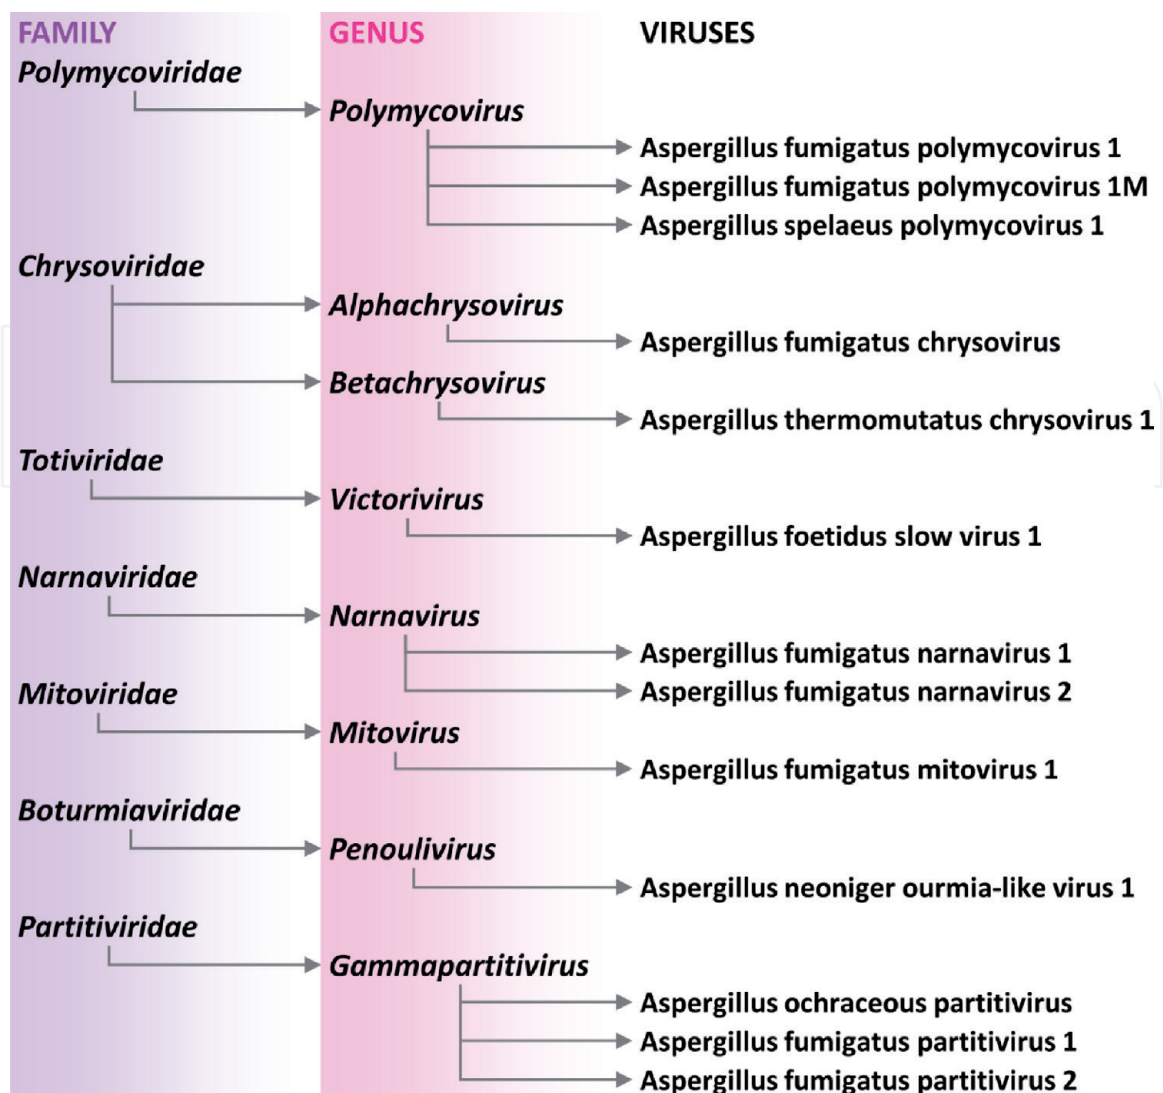 FAMILY GENUS VIRUSES
Polymycoviridae
Polymycovirus
Aspergillus fumigatus polymycovirus 1
Aspergillus fumigatus polymycovirus 1M
Aspergillus spelaeus polymycovirus 1
Chrysoviridae
Alphachrysovirus
Aspergillus fumigatus chrysovirus
Betachrysovirus
Aspergillus thermomutatus chrysovirus 1
Totiviridae
Victorivirus
Aspergillus foetidus slow virus 1
Narnaviridae
Narnavirus
Aspergillus fumigatus narnavirus 1
Aspergillus fumigatus narnavirus 2
Mitoviridae
Mitovirus
Aspergillus fumigatus mitovirus 1
Boturmiaviridae
Penoulivirus
Aspergillus neoniger ourmia-like virus 1
Partitiviridae
Gammapartitivirus
Aspergillus ochraceous partitivirus
Aspergillus fumigatus partitivirus 1
Aspergillus fumigatus partitivirus 2